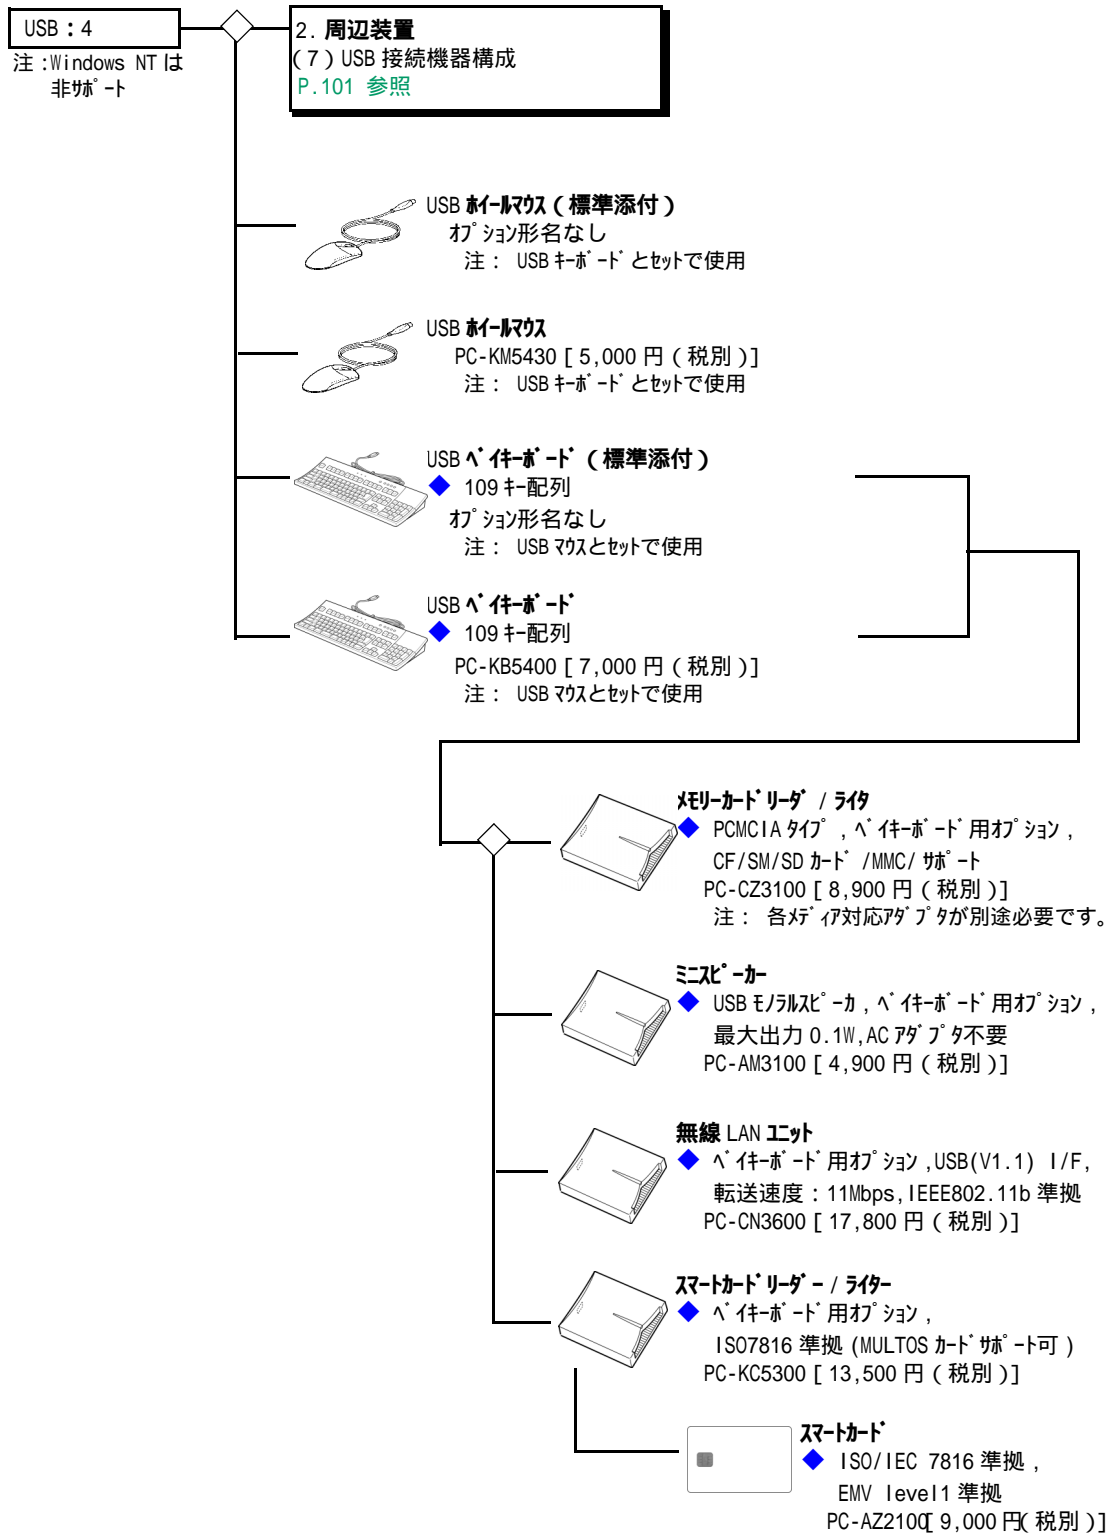 USB：4
注：Windows NT は
非ｻﾎﾟｰﾄ
2. 周辺装置
(７) USB 接続機器構成
P.101 参照
USB ﾎｲｰﾙﾏｳｽ（標準添付）
ｵﾌﾟｼｮﾝ形名なし
注： USB ｷｰﾎﾞｰﾄﾞとｾｯﾄで使用
USB ﾎｲｰﾙﾏｳｽ
PC-KM5430 [ 5,000 円（税別）]
注： USB ｷｰﾎﾞｰﾄﾞとｾｯﾄで使用
USB ﾍﾞｲｷｰﾎﾞｰﾄﾞ（標準添付）
◆ 109 ｷｰ配列
ｵﾌﾟｼｮﾝ形名なし
注： USB ﾏｳｽとｾｯﾄで使用
USB ﾍﾞｲｷｰﾎﾞｰﾄﾞ
◆ 109 ｷｰ配列
PC-KB5400 [ 7,000 円（税別）]
注： USB ﾏｳｽとｾｯﾄで使用
ﾒﾓﾘｰｶｰﾄﾞﾘｰﾀﾞ / ﾗｲﾀ
◆ PCMCIA ﾀｲﾌﾟ , ﾍﾞｲｷｰﾎﾞｰﾄﾞ用ｵﾌﾟｼｮﾝ ,
CF/SM/SD ｶｰﾄﾞ /MMC/ ｻﾎﾟｰﾄ
PC-CZ3100 [ 8,900 円（税別）]
注： 各ﾒﾃﾞｨｱ対応ｱﾀﾞﾌﾟﾀが別途必要です。
ﾐﾆｽﾋﾟｰｶｰ
◆ USB ﾓﾉﾗﾙｽﾋﾟｰｶ , ﾍﾞｲｷｰﾎﾞｰﾄﾞ用ｵﾌﾟｼｮﾝ ,
最大出力 0.1W,AC ｱﾀﾞﾌﾟﾀ不要
PC-AM3100 [ 4,900 円（税別）]
無線 LAN ﾕﾆｯﾄ
◆ ﾍﾞｲｷｰﾎﾞｰﾄﾞ用ｵﾌﾟｼｮﾝ ,USB(V1.1) I/F,
転送速度：11Mbps,IEEE802.11b 準拠
PC-CN3600 [ 17,800 円（税別）]
ｽﾏｰﾄｶｰﾄﾞﾘｰﾀﾞｰ / ﾗｲﾀｰ
◆ ﾍﾞｲｷｰﾎﾞｰﾄﾞ用ｵﾌﾟｼｮﾝ ,
ISO7816 準拠 (MULTOS ｶｰﾄﾞｻﾎﾟｰﾄ可 )
PC-KC5300 [ 13,500 円（税別）]
ｽﾏｰﾄｶｰﾄﾞ
◆ ISO/IEC 7816 準拠 ,
EMV level1 準拠
PC-AZ2100[ 9,000 円（税別）]